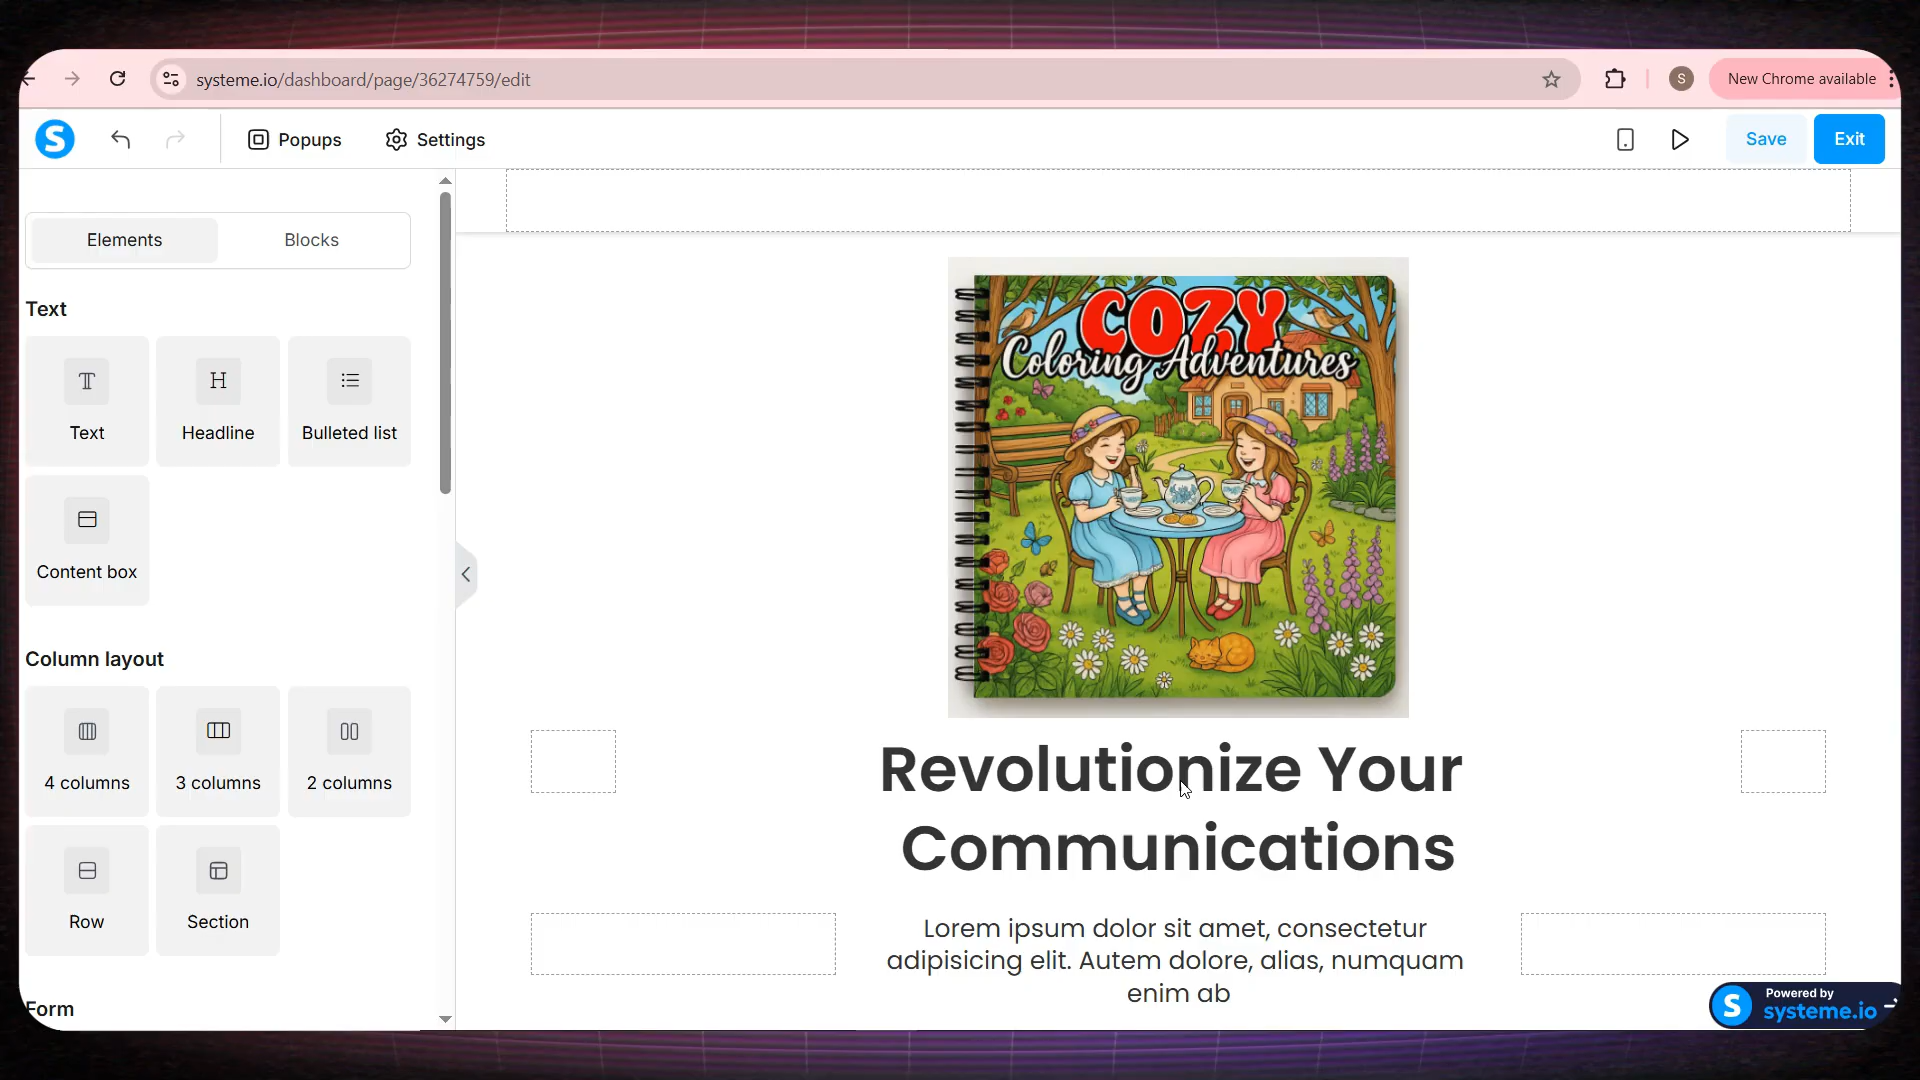 systeme.io/dashboard/page/36274759/edit
S
New Chrome available
S
Popups
Settings
Save
Exit
Elements
Blocks
Text
T
Text
H
Headline
Bulleted list
Content box
Column layout
4 columns
3 columns
2 columns
Row
Section
Form
COZY
Coloring Adventures
Revolutionize Your
Communications
Lorem ipsum dolor sit amet, consectetur
adipisicing elit. Autem dolore, alias, numquam
enim ab
S
Powered by
systeme.io